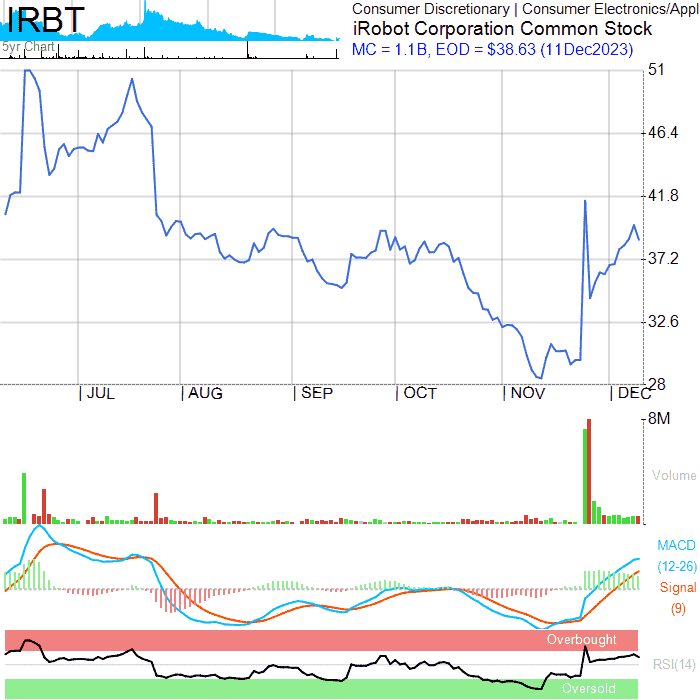 IRBT
5yr Chart
Consumer Discretionary | Consumer Electronics/Appl
iRobot Corporation Common Stock
MC = 1.1B, EOD = $38.63 (11Dec2023)
51
46.4
41.8
37.2
32.6
28
JUL AUG SEP OCT NOV DEC
8M
Volume
MACD
(12-26)
Signal
(9)
Overbought
RSI(14)
Oversold